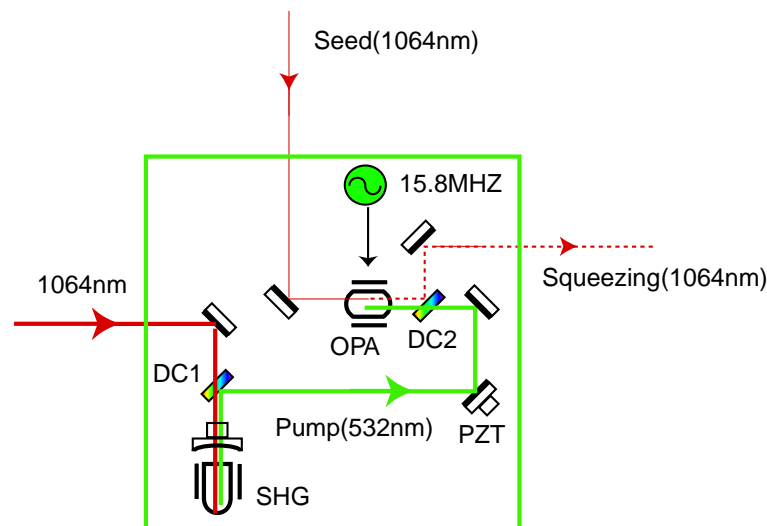 Seed(1064nm)
15.8MHZ
1064nm
Squeezing(1064nm)
OPA
DC2
DC1
Pump(532nm)
PZT
SHG